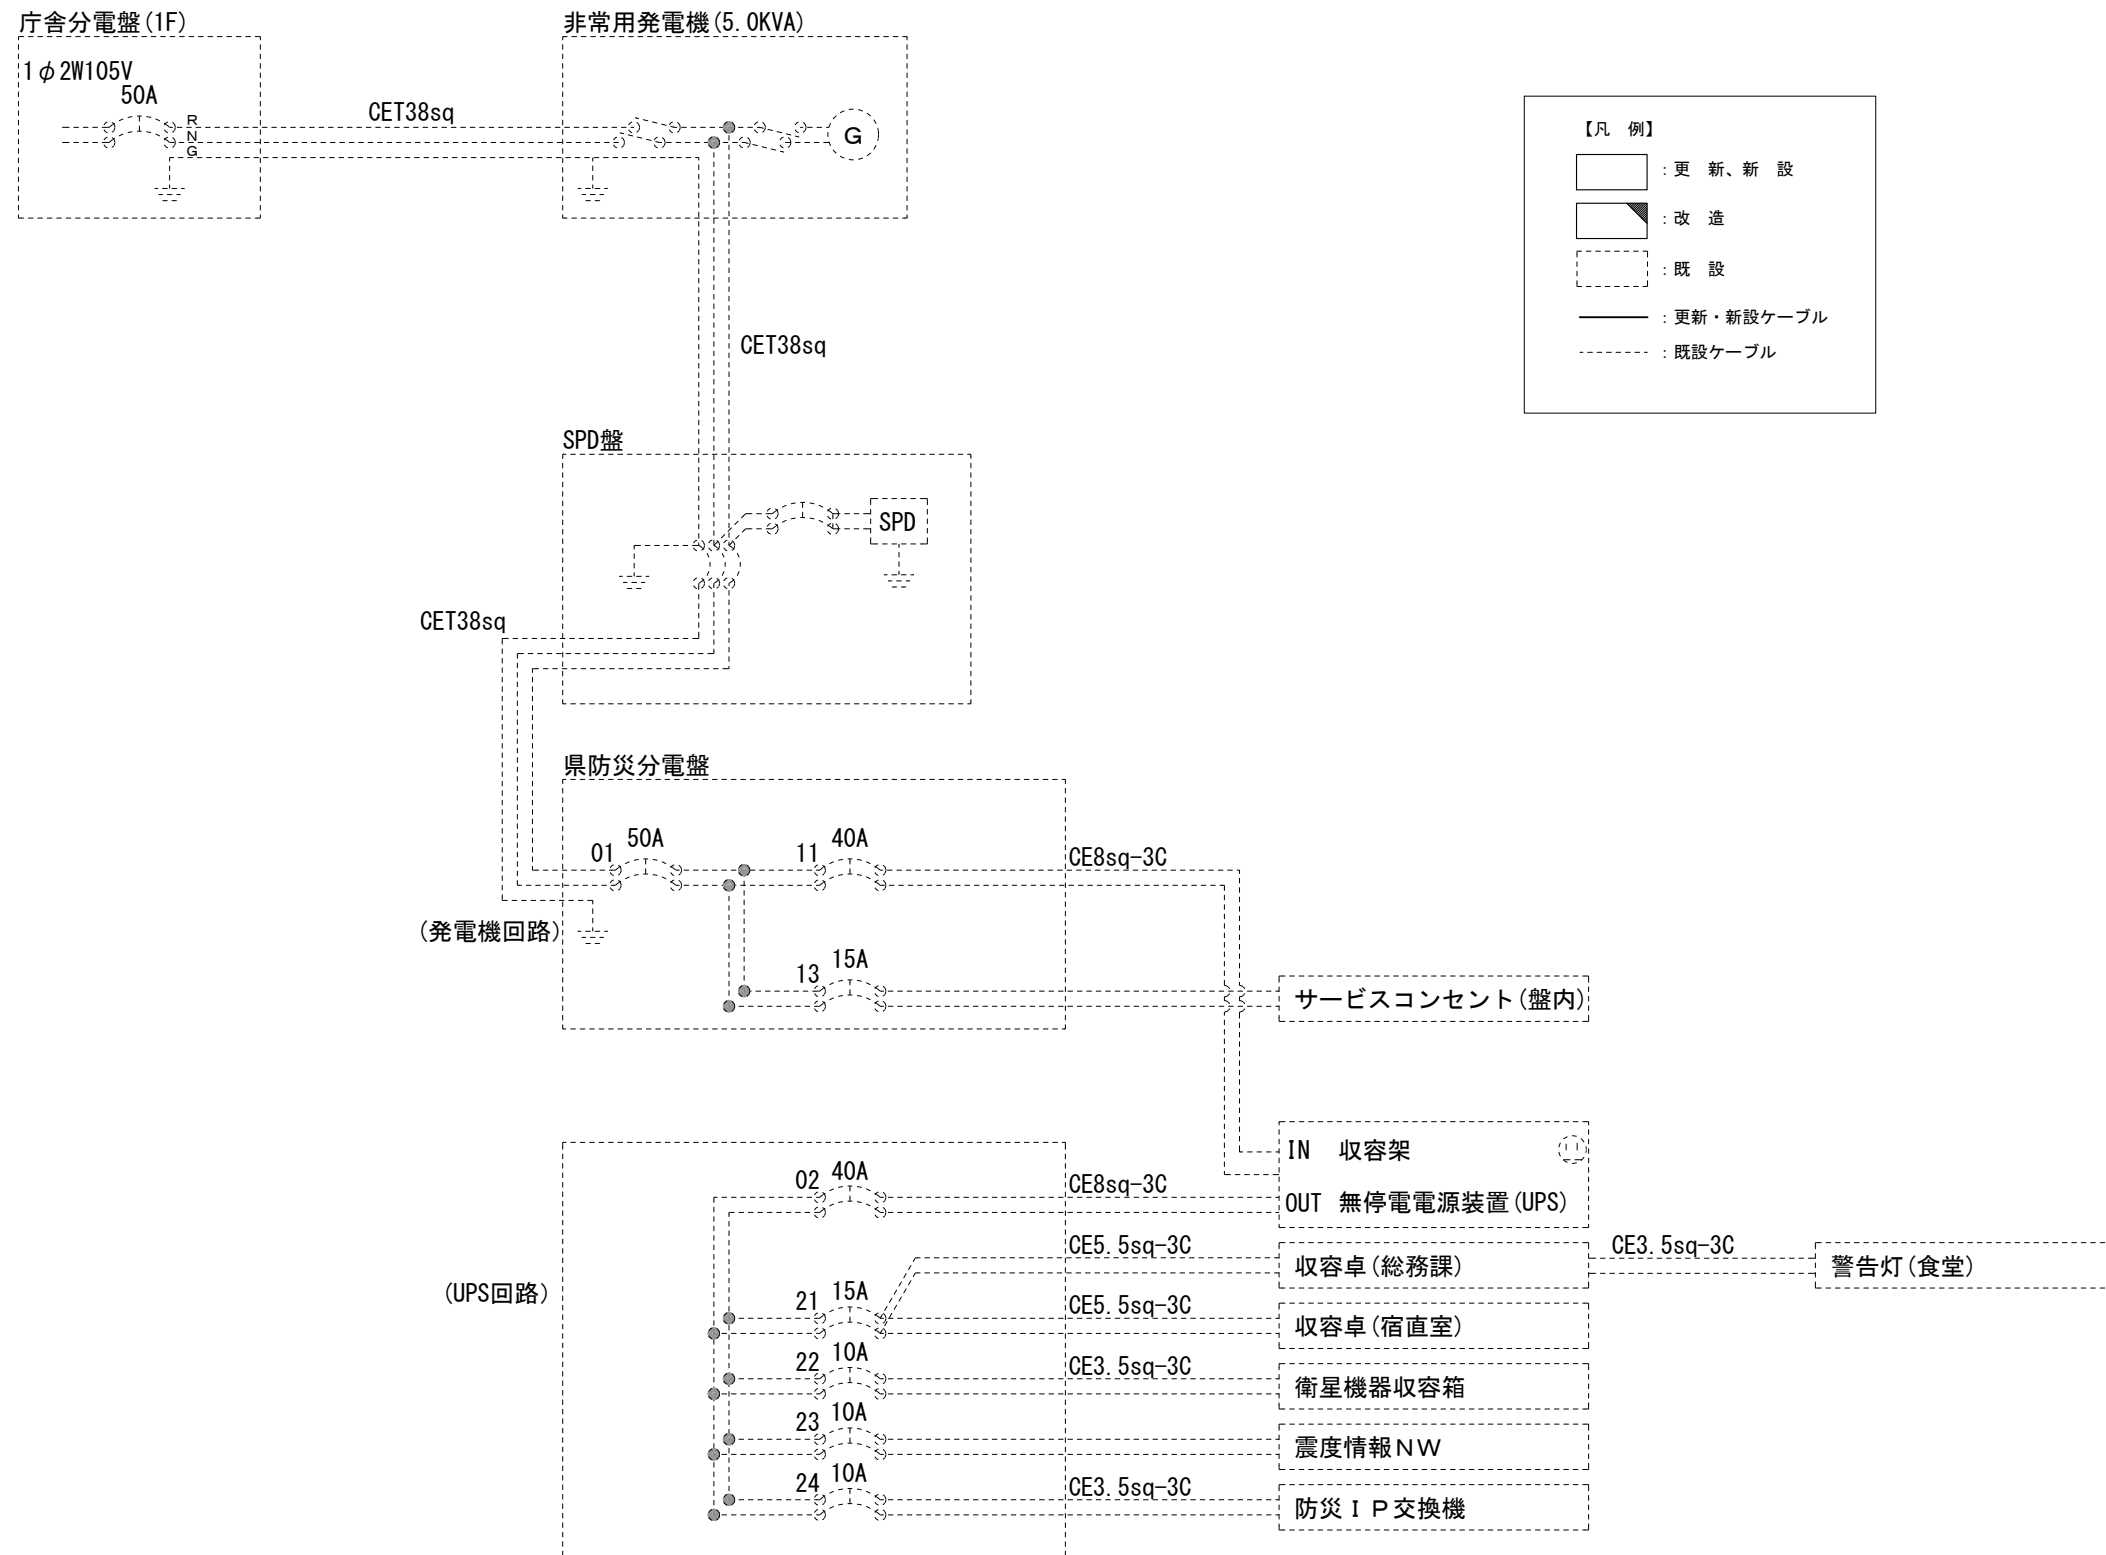 庁舎分電盤(1F)
非常用発電機(5.0KVA)
1φ2W105V
50A
R
N
G
CET38sq
G
【凡　例】
：更　新、新　設
：改　造
：既　設
：更新・新設ケーブル
：既設ケーブル
CET38sq
SPD盤
SPD
CET38sq
県防災分電盤
01 50A
11 40A
CE8sq-3C
(発電機回路)
13 15A
サービスコンセント(盤内)
IN 収容架
02 40A
CE8sq-3C
OUT 無停電電源装置(UPS)
CE5.5sq-3C
収容卓(総務課)
CE3.5sq-3C
警告灯(食堂)
(UPS回路)
21 15A
CE5.5sq-3C
収容卓(宿直室)
22 10A
CE3.5sq-3C
衛星機器収容箱
23 10A
震度情報ＮＷ
24 10A
CE3.5sq-3C
防災ＩＰ交換機